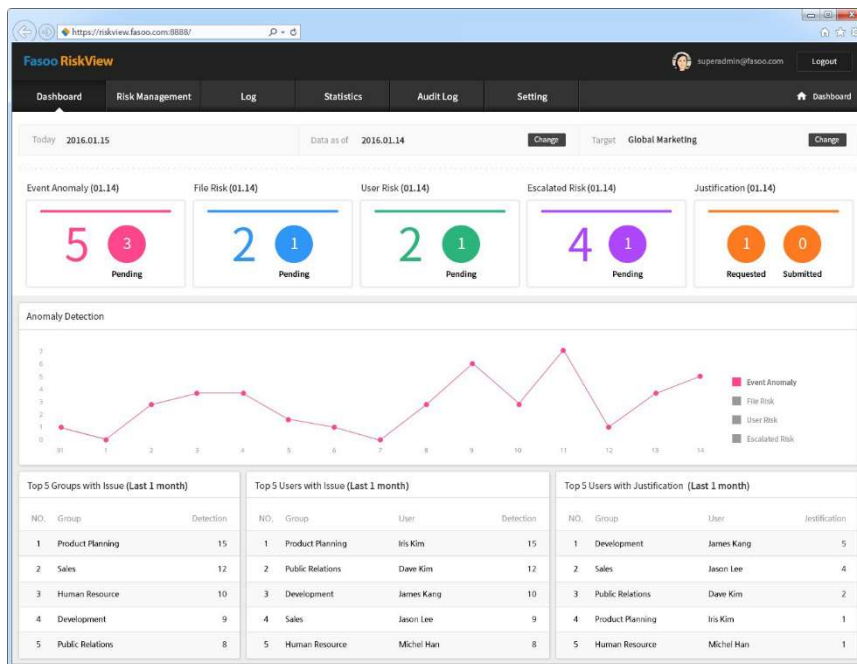 https://riskview.fasoo.com:8888/
Fasoo RiskView
superadmin@fasoo.com
Logout
Dashboard Risk Management Log Statistics Audit Log Setting
Dashboard
Today 2016.01.15
Data as of 2016.01.14 Change
Target Global Marketing Change
Event Anomaly (01.14)
5 3
Pending
File Risk (01.14)
2 1
Pending
User Risk (01.14)
2 1
Pending
Escalated Risk (01.14)
4 1
Pending
Justification (01.14)
1 0
Requested Submitted
Anomaly Detection
7
6
5
4
3
2
1
0
31 1 2 3 4 5 6 7 8 9 10 11 12 13 14
Event Anomaly
File Risk
User Risk
Escalated Risk
Top 5 Groups with Issue (Last 1 month)
NO. Group Detection
1 Product Planning 15
2 Sales 12
3 Human Resource 10
4 Development 9
5 Public Relations 8
Top 5 Users with Issue (Last 1 month)
NO. Group User Detection
1 Product Planning Iris Kim 15
2 Public Relations Dave Kim 12
3 Development James Kang 10
4 Sales Jason Lee 9
5 Human Resource Michel Han 8
Top 5 Users with Justification (Last 1 month)
NO. Group User Jestification
1 Development James Kang 5
2 Sales Jason Lee 4
3 Public Relations Dave Kim 2
4 Product Planning Iris Kim 1
5 Human Resource Michel Han 1